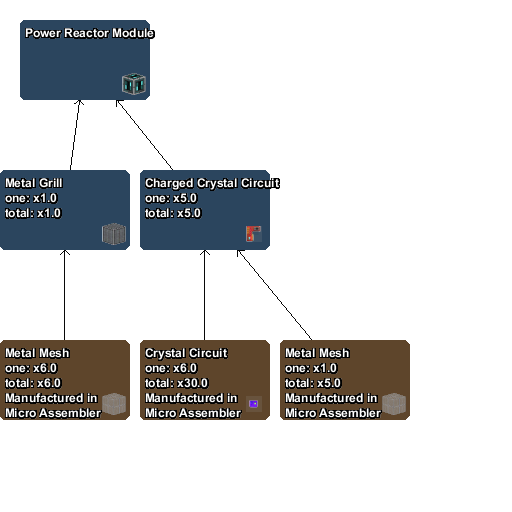 Power Reactor Module
Metal Grill
one: x1.0
total: x1.0
Charged Crystal Circuit
one: x5.0
total: x5.0
Metal Mesh
one: x6.0
total: x6.0
Manufactured in
Micro Assembler
Crystal Circuit
one: x6.0
total: x30.0
Manufactured in
Micro Assembler
Metal Mesh
one: x1.0
total: x5.0
Manufactured in
Micro Assembler